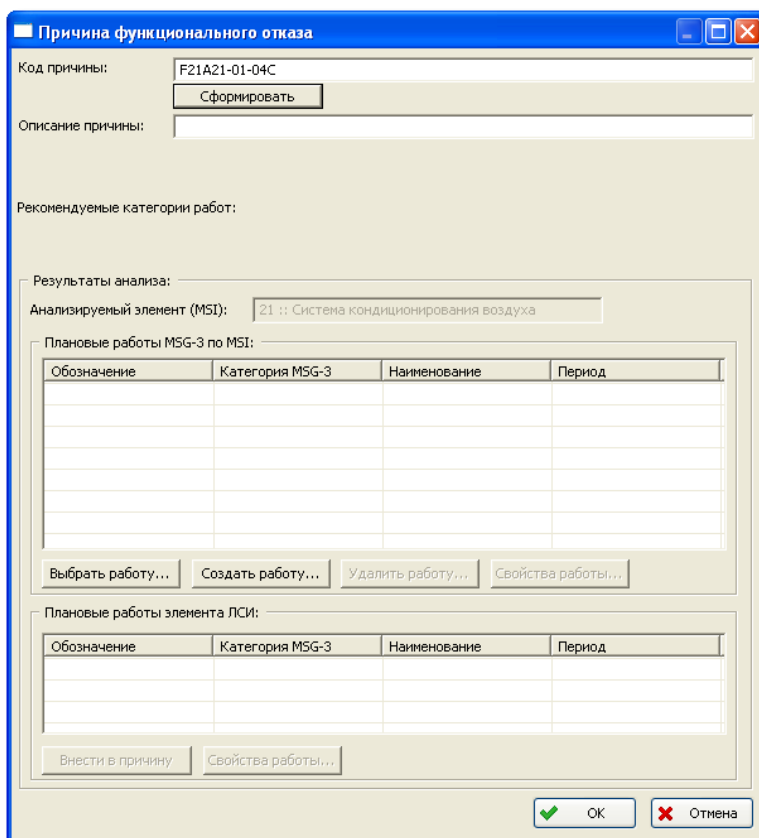 Причина функционального отказа
Код причины: F21A21-01-04C
Сформировать
Описание причины:
Рекомендуемые категории работ:
Результаты анализа:
Анализируемый элемент (MSI): 21 :: Система кондиционирования воздуха
Плановые работы MSG-3 по MSI:
Обозначение Категория MSG-3 Наименование Период
Выбрать работу... Создать работу... Удалить работу... Свойства работы...
Плановые работы элемента ЛСИ:
Обозначение Категория MSG-3 Наименование Период
Внести в причину Свойства работы...
OK Отмена